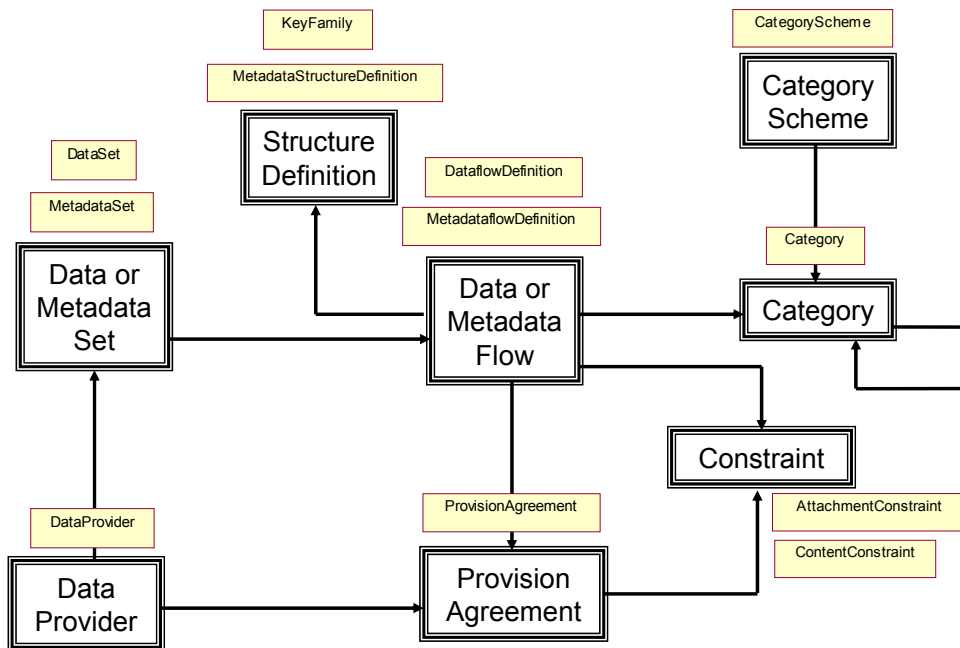 KeyFamily
CategoryScheme
MetadataStructureDefinition
Category
Scheme
Structure
Definition
DataSet
DataflowDefinition
MetadataSet
MetadataflowDefinition
Category
Data or
Metadata
Set
Data or
Metadata
Flow
Category
Constraint
DataProvider
ProvisionAgreement
AttachmentConstraint
ContentConstraint
Data
Provider
Provision
Agreement